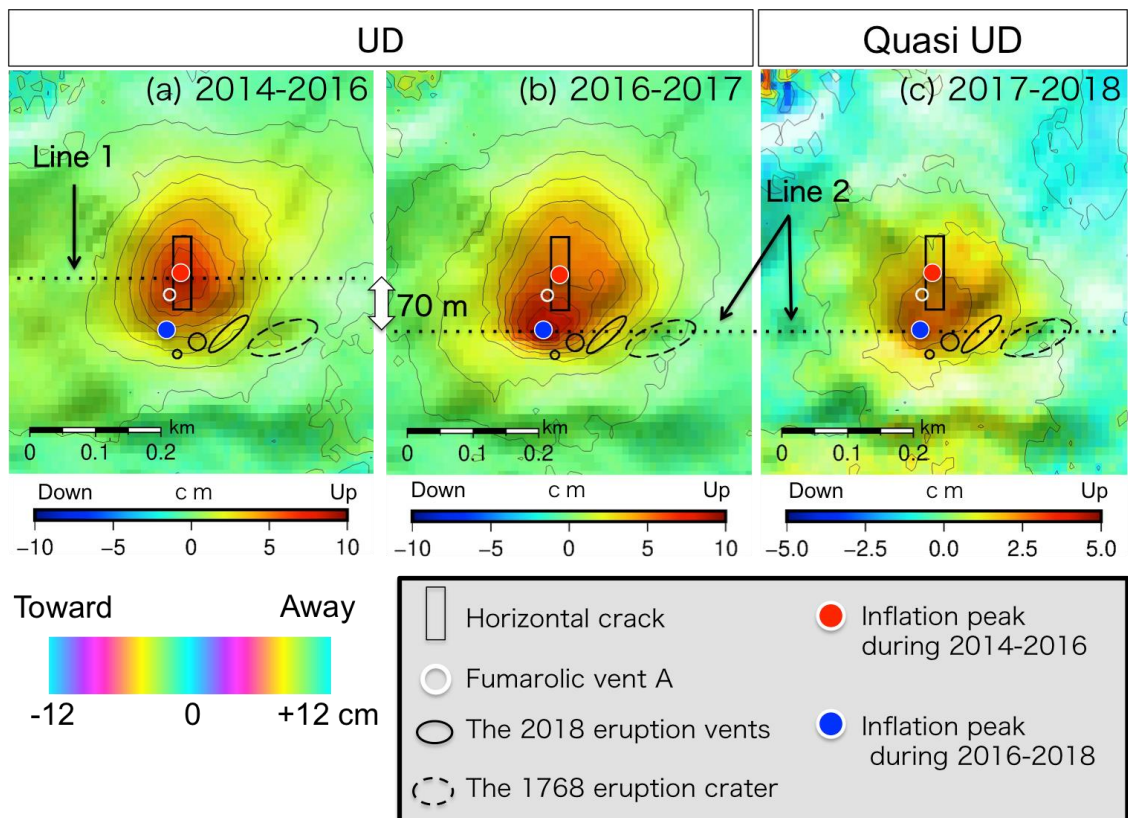 UD
Quasi UD
(a) 2014-2016
(b) 2016-2017
(c) 2017-2018
Line 1
Line 2
70 m
km
0 0.1 0.2
km
0 0.1 0.2
km
0 0.1 0.2
Down cm Up
−10 −5 0 5 10
Down cm Up
−10 −5 0 5 10
Down cm Up
−5.0 −2.5 0.0 2.5 5.0
Toward Away
-12 0 +12 cm
Horizontal crack
Fumarolic vent A
The 2018 eruption vents
The 1768 eruption crater
Inflation peak
during 2014-2016
Inflation peak
during 2016-2018